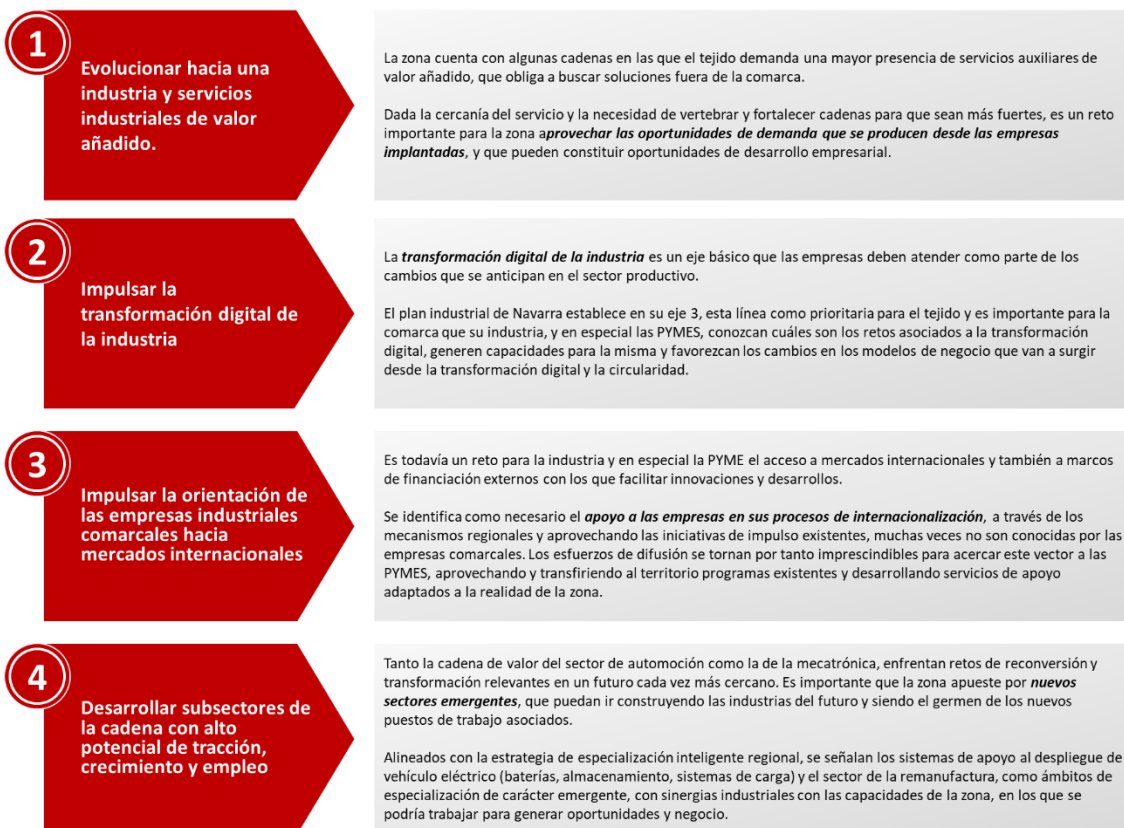 1
Evolucionar hacia una
industria y servicios
industriales de valor
añadido.
La zona cuenta con algunas cadenas en las que el tejido demanda una mayor presencia de servicios auxiliares de
valor añadido, que obliga a buscar soluciones fuera de la comarca.
Dada la cercanía del servicio y la necesidad de vertebrar y fortalecer cadenas para que sean más fuertes, es un reto
importante para la zona aprovechar las oportunidades de demanda que se producen desde las empresas
implantadas, y que pueden constituir oportunidades de desarrollo empresarial.
2
Impulsar la
transformación digital de
la industria
La transformación digital de la industria es un eje básico que las empresas deben atender como parte de los
cambios que se anticipan en el sector productivo.
El plan industrial de Navarra establece en su eje 3, esta línea como prioritaria para el tejido y es importante para la
comarca que su industria, y en especial las PYMES, conozcan cuáles son los retos asociados a la transformación
digital, generen capacidades para la misma y favorezcan los cambios en los modelos de negocio que van a surgir
desde la transformación digital y la circularidad.
3
Impulsar la orientación de
las empresas industriales
comarcales hacia
mercados internacionales
Es todavía un reto para la industria y en especial la PYME el acceso a mercados internacionales y también a marcos
de financiación externos con los que facilitar innovaciones y desarrollos.
Se identifica como necesario el apoyo a las empresas en sus procesos de internacionalización, a través de los
mecanismos regionales y aprovechando las iniciativas de impulso existentes, muchas veces no son conocidas por las
empresas comarcales. Los esfuerzos de difusión se tornan por tanto imprescindibles para acercar este vector a las
PYMES, aprovechando y transfiriendo al territorio programas existentes y desarrollando servicios de apoyo
adaptados a la realidad de la zona.
4
Desarrollar subsectores de
la cadena con alto
potencial de tracción,
crecimiento y empleo
Tanto la cadena de valor del sector de automoción como la de la mecatrónica, enfrentan retos de reconversión y
transformación relevantes en un futuro cada vez más cercano. Es importante que la zona apueste por nuevos
sectores emergentes, que puedan ir construyendo las industrias del futuro y siendo el germen de los nuevos
puestos de trabajo asociados.
Alineados con la estrategia de especialización inteligente regional, se señalan los sistemas de apoyo al despliegue de
vehículo eléctrico (baterías, almacenamiento, sistemas de carga) y el sector de la remanufactura, como ámbitos de
especialización de carácter emergente, con sinergias industriales con las capacidades de la zona, en los que se
podría trabajar para generar oportunidades y negocio.